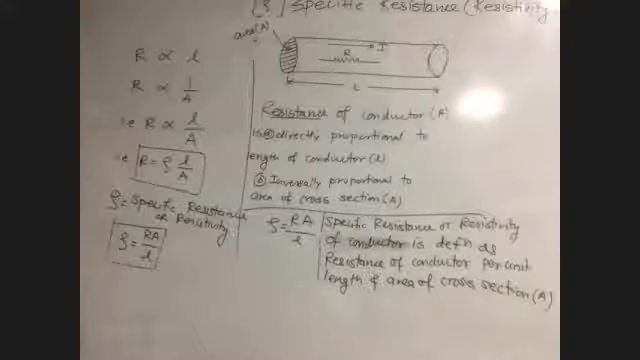 [3] Specific Resistance (Resistivity
area(A)
I
R
L
R ∝ l
R ∝ 1/A
ie R ∝ l/A
ie R = ρ l/A
ρ = Specific Resistance
or Resistivity
ρ = RA/l
Resistance of conductor (A)
is ⓐ directly proportional to
length of conductor (l)
ⓑ Inversally proportional to
area of cross section (A)
ρ = RA/l
Specific Resistance or Resistivity
of conductor is defn as
Resistance of conductor per unit
length & area of cross section (A)